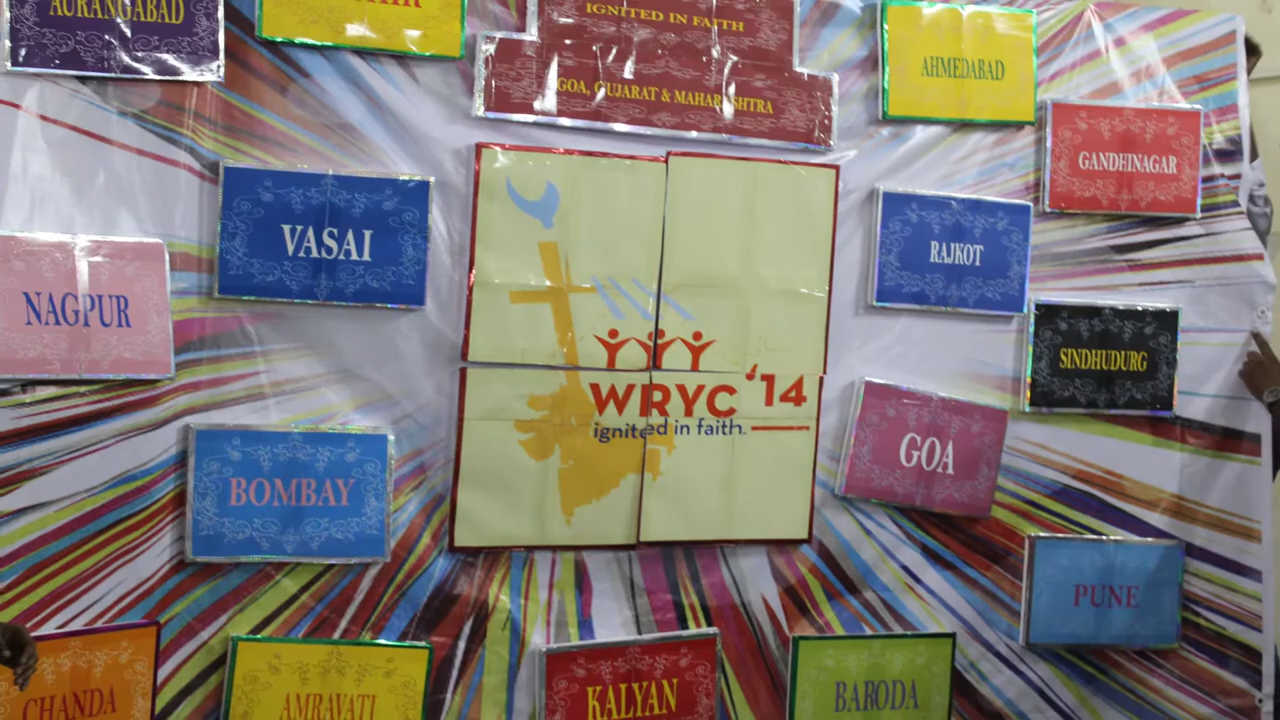 AURANGABAD
IGNITED IN FAITH
GOA, GUJARAT & MAHARASHTRA
AHMEDABAD
GANDHINAGAR
VASAI
RAJKOT
NAGPUR
SINDHUDURG
WRYC '14
ignited in faith
GOA
BOMBAY
PUNE
CHANDA
AMRAVATI
KALYAN
BARODA